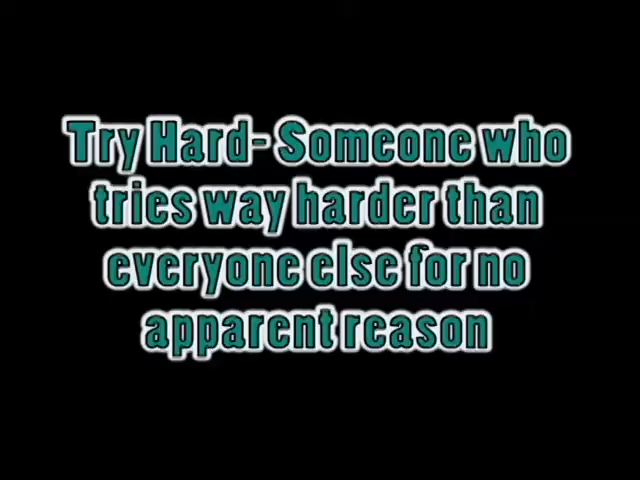 Try Hard- Someone who
tries way harder than
everyone else for no
apparent reason